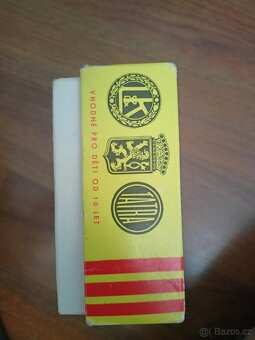 L&K
TATRA
VHODNÉ PRO DĚTI OD 10 LET
Bazos.cz